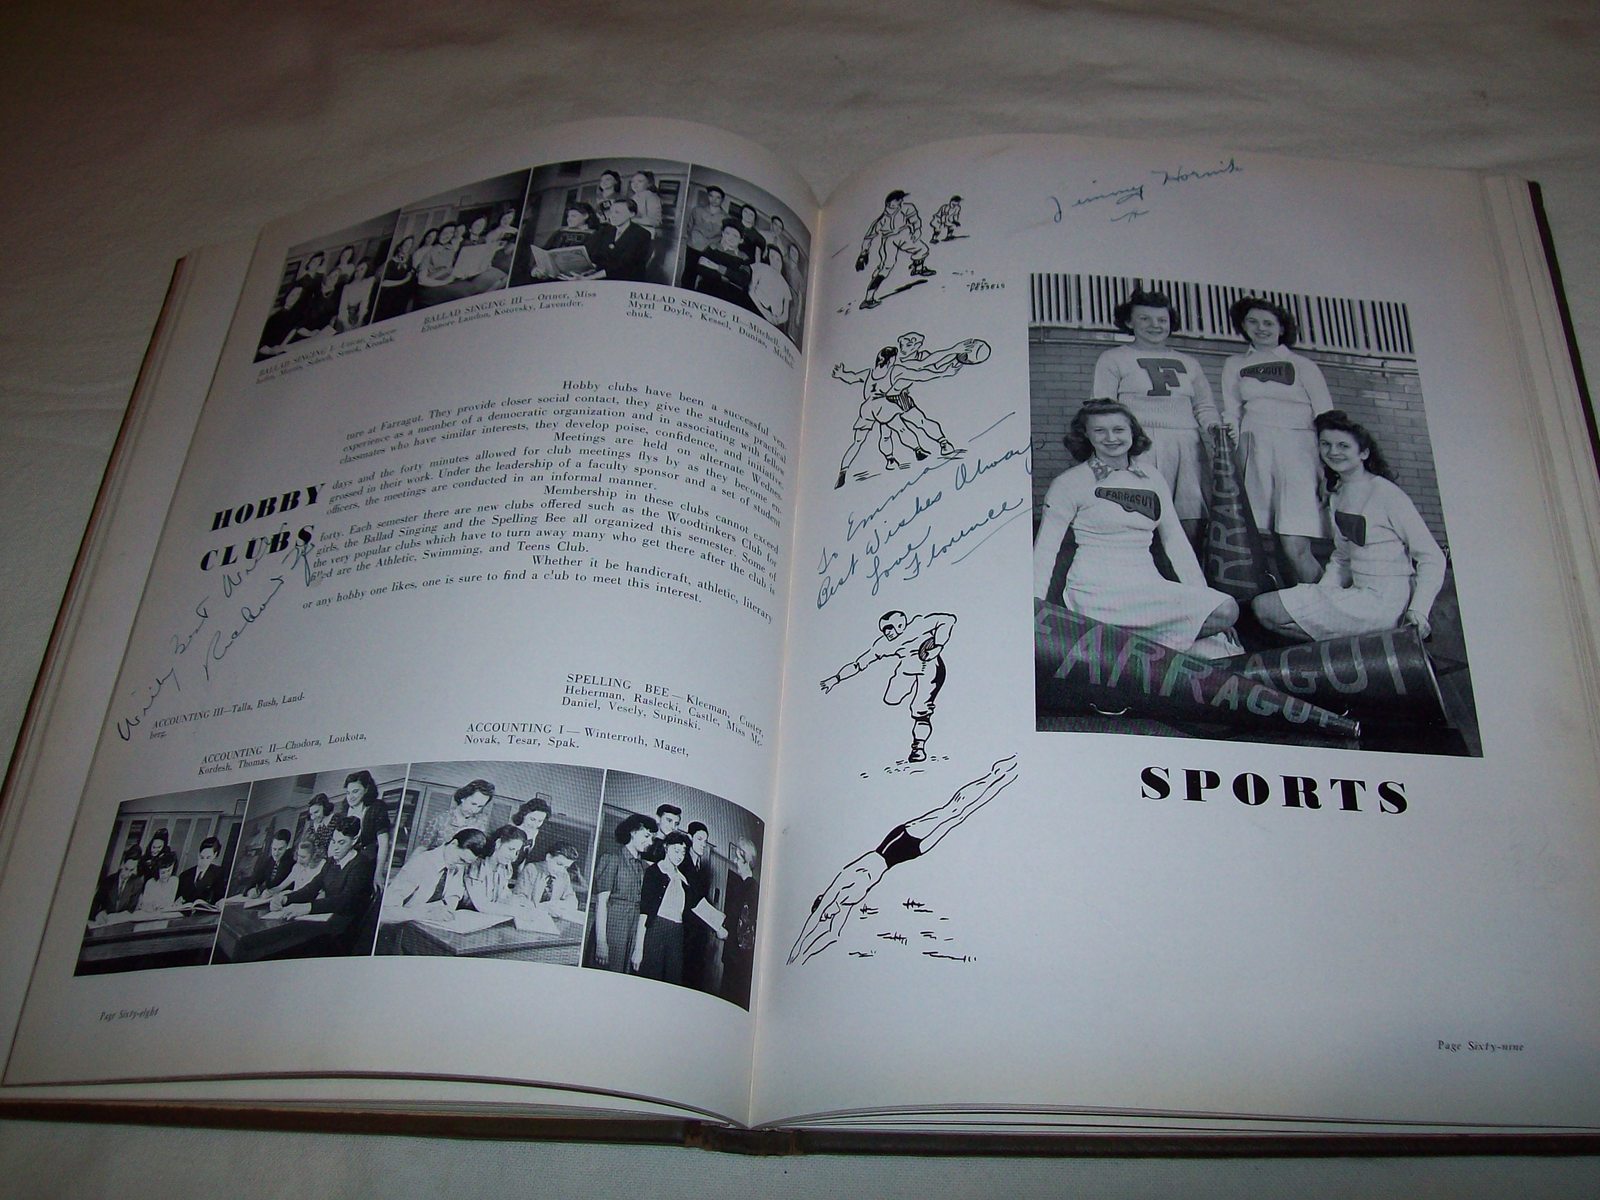 BALLAD SINGING III— Ortner, Miss
Eleanore Landon, Kotovsky, Lavender.
BALLAD SINGING II—Mitchell, Mrs.
Myrtl Doyle, Kessel, Dunias, Michal-
chuk.
BALLAD SINGING I—
Hobby clubs have been a successful ven-
ture at Farragut. They provide closer social contact, they give the students practical
experience as a member of a democratic organization and in associating with fellow
classmates who have similar interests, they develop poise, confidence, and initiative.
Meetings are held on alternate Wednes-
days and the forty minutes allowed for club meetings flys by as they become en-
grossed in their work. Under the leadership of a faculty sponsor and a set of student
officers, the meetings are conducted in an informal manner.
Membership in these clubs cannot exceed
forty. Each semester there are new clubs offered such as the Woodtinkers Club for
girls, the Ballad Singing and the Spelling Bee all organized this semester. Some of
the very popular clubs which have to turn away many who get there after the club is
filled are the Athletic, Swimming, and Teens Club.
Whether it be handicraft, athletic, literary
or any hobby one likes, one is sure to find a club to meet this interest.
HOBBY
CLUBS
Best
ACCOUNTING III—Talla, Bush, Land-
berg.
ACCOUNTING II—Chodora, Loukota,
Kordesh, Thomas, Kase.
SPELLING BEE—Kleeman, Custer,
Heberman, Raslecki, Castle, Miss Mc-
Daniel, Vesely, Supinski.
ACCOUNTING I— Winterroth, Maget,
Novak, Tesar, Spak.
Page Sixty-eight
Jimmy Hornik
To Emma
Best Wishes Always
Love
Florence
F
FARRAGUT
FARRAGUT
FARRAGUT
FARRAGUT
FARRAGUT
SPORTS
Page Sixty-nine